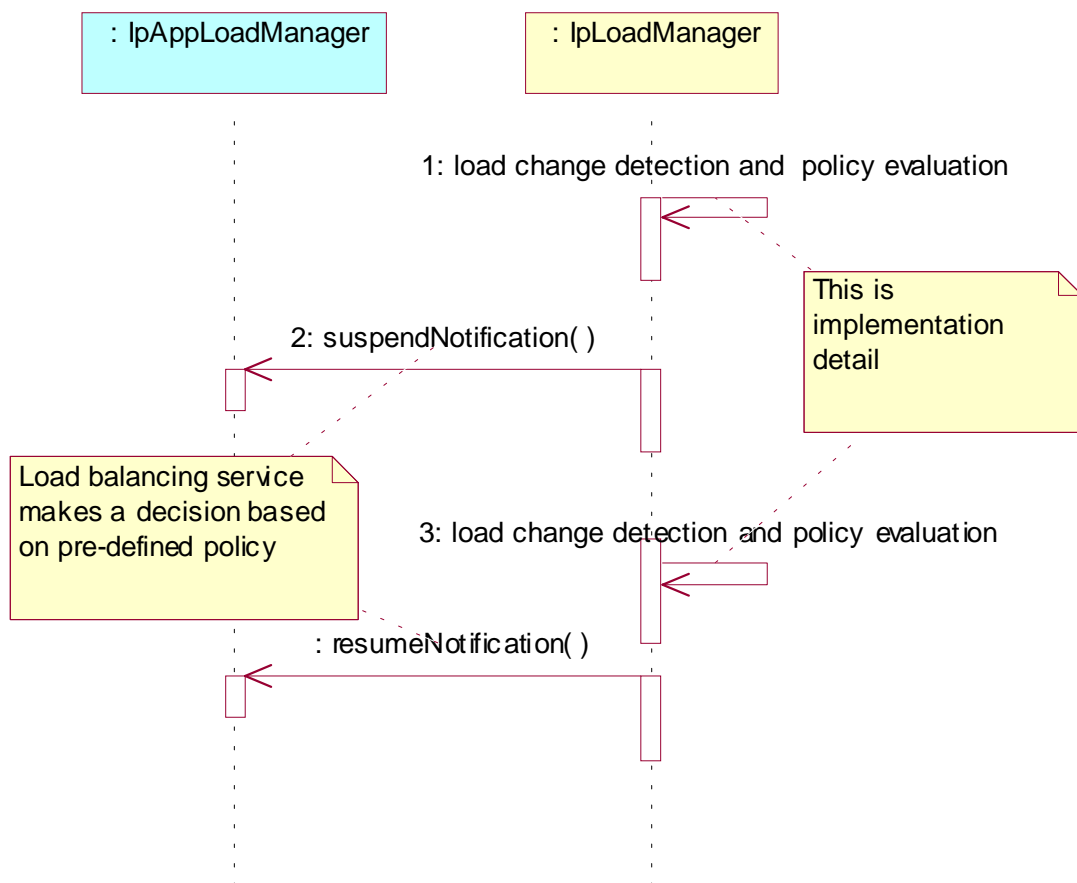 : IpAppLoadManager
: IpLoadManager
1: load change detection and policy evaluation
This is
implementation
detail
2: suspendNotification( )
Load balancing service
makes a decision based
on pre-defined policy
3: load change detection and policy evaluation
: resumeNotification( )